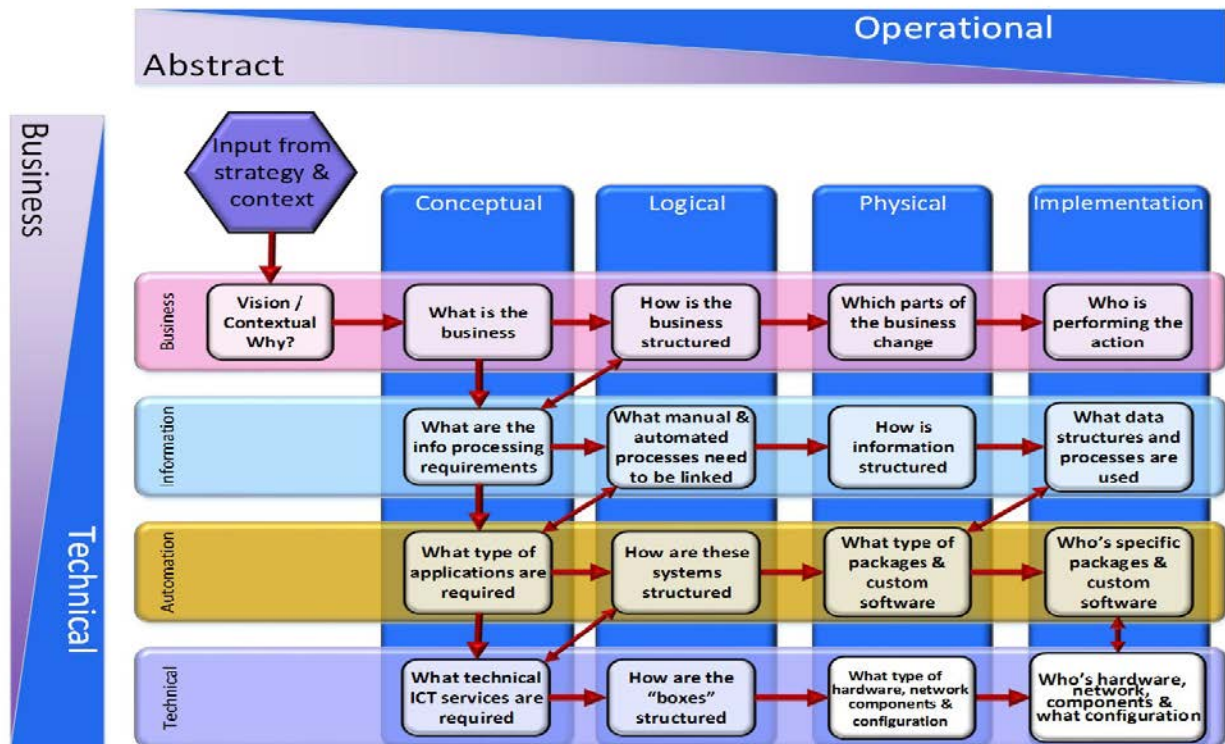 Operational
Abstract
Business
Technical
Input from
strategy &
context
Conceptual
Logical
Physical
Implementation
Business
Vision /
Contextual
Why?
What is the
business
How is the
business
structured
Which parts of
the business
change
Who is
performing the
action
Information
What are the
info processing
requirements
What manual &
automated
processes need
to be linked
How is
information
structured
What data
structures and
processes are
used
Automation
What type of
applications are
required
How are these
systems
structured
What type of
packages &
custom
software
Who's specific
packages &
custom
software
Technical
What technical
ICT services are
required
How are the
"boxes"
structured
What type of
hardware, network
components &
configuration
Who's hardware,
network,
components &
what configuration